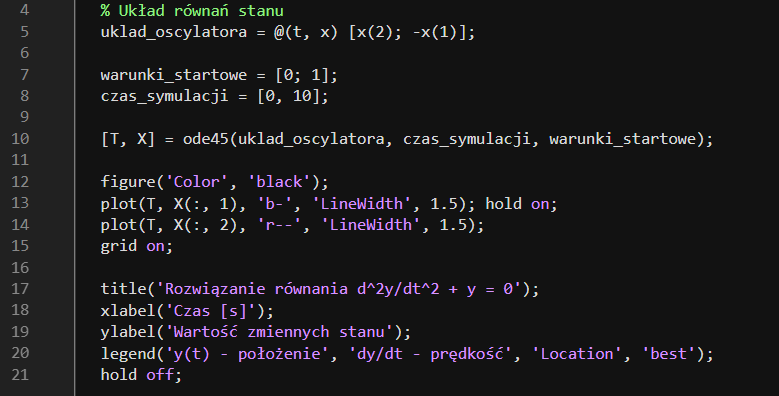 4 % Układ równań stanu
5 uklad_oscylatora = @(t, x) [x(2); -x(1)];
6
7 warunki_startowe = [0; 1];
8 czas_symulacji = [0, 10];
9
10 [T, X] = ode45(uklad_oscylatora, czas_symulacji, warunki_startowe);
11
12 figure('Color', 'black');
13 plot(T, X(:, 1), 'b-', 'LineWidth', 1.5); hold on;
14 plot(T, X(:, 2), 'r--', 'LineWidth', 1.5);
15 grid on;
16
17 title('Rozwiązanie równania d^2y/dt^2 + y = 0');
18 xlabel('Czas [s]');
19 ylabel('Wartość zmiennych stanu');
20 legend('y(t) - położenie', 'dy/dt - prędkość', 'Location', 'best');
21 hold off;